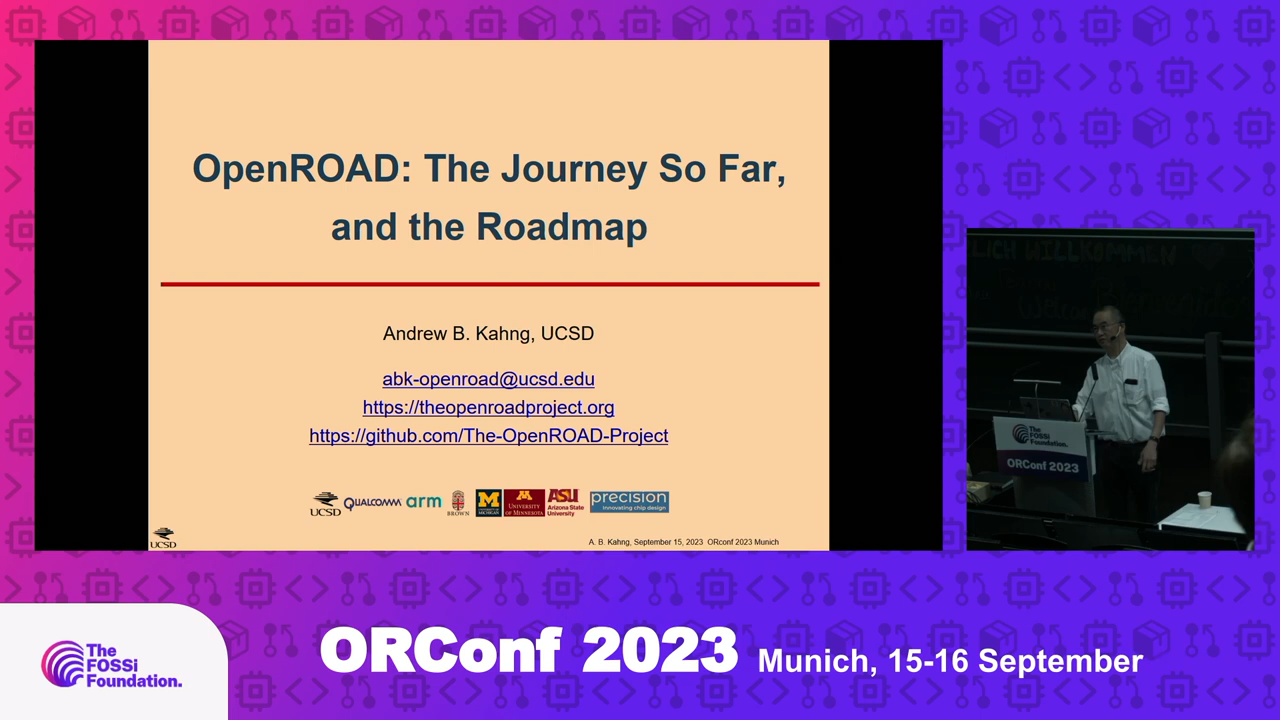 OpenROAD: The Journey So Far,
and the Roadmap
Andrew B. Kahng, UCSD
abk-openroad@ucsd.edu
https://theopenroadproject.org
https://github.com/The-OpenROAD-Project
UCSD
QUALCOMM
arm
BROWN
M
UNIVERSITY OF MINNESOTA
ASU
Arizona State
University
precision
innovating chip design
UCSD
A. B. Kahng, September 15, 2023 ORconf 2023 Munich
LICH WILLKOMMEN
The
FOSSi
Foundation.
ORConf 2023
The
FOSSi
Foundation.
ORConf 2023 Munich, 15-16 September